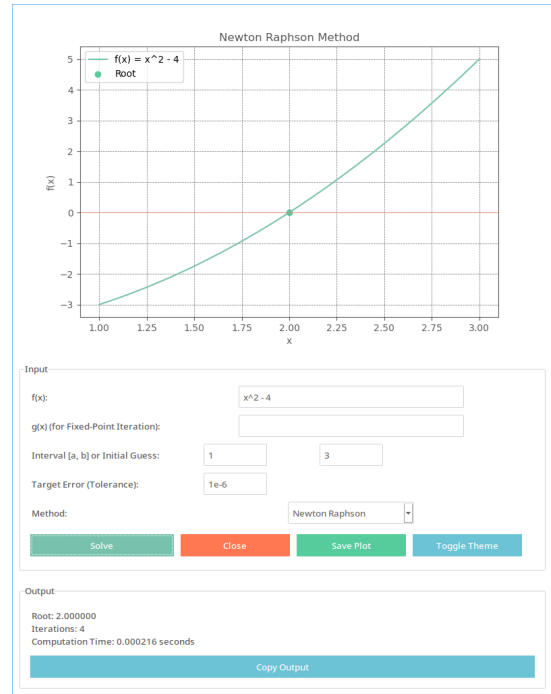 Newton Raphson Method
f(x) = x^2 - 4
Root
5
4
3
2
1
0
−1
−2
−3
f(x)
1.00 1.25 1.50 1.75 2.00 2.25 2.50 2.75 3.00
x
Input
f(x): x^2 - 4
g(x) (for Fixed-Point Iteration):
Interval [a, b] or Initial Guess: 1 3
Target Error (Tolerance): 1e-6
Method: Newton Raphson
Solve Close Save Plot Toggle Theme
Output
Root: 2.000000
Iterations: 4
Computation Time: 0.000216 seconds
Copy Output